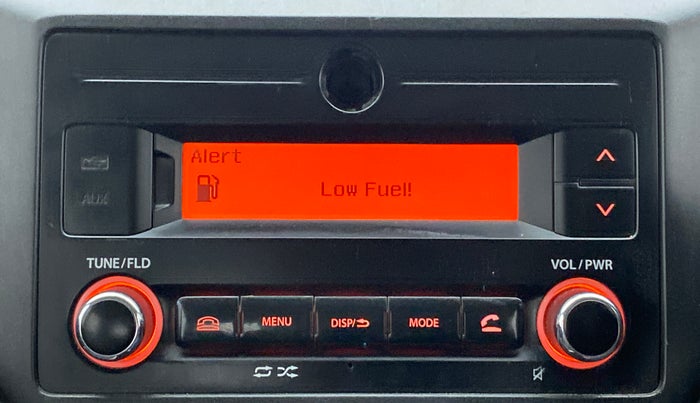 Alert
Low Fuel!
AUX
TUNE/FLD
VOL/PWR
MENU
DISP/
MODE